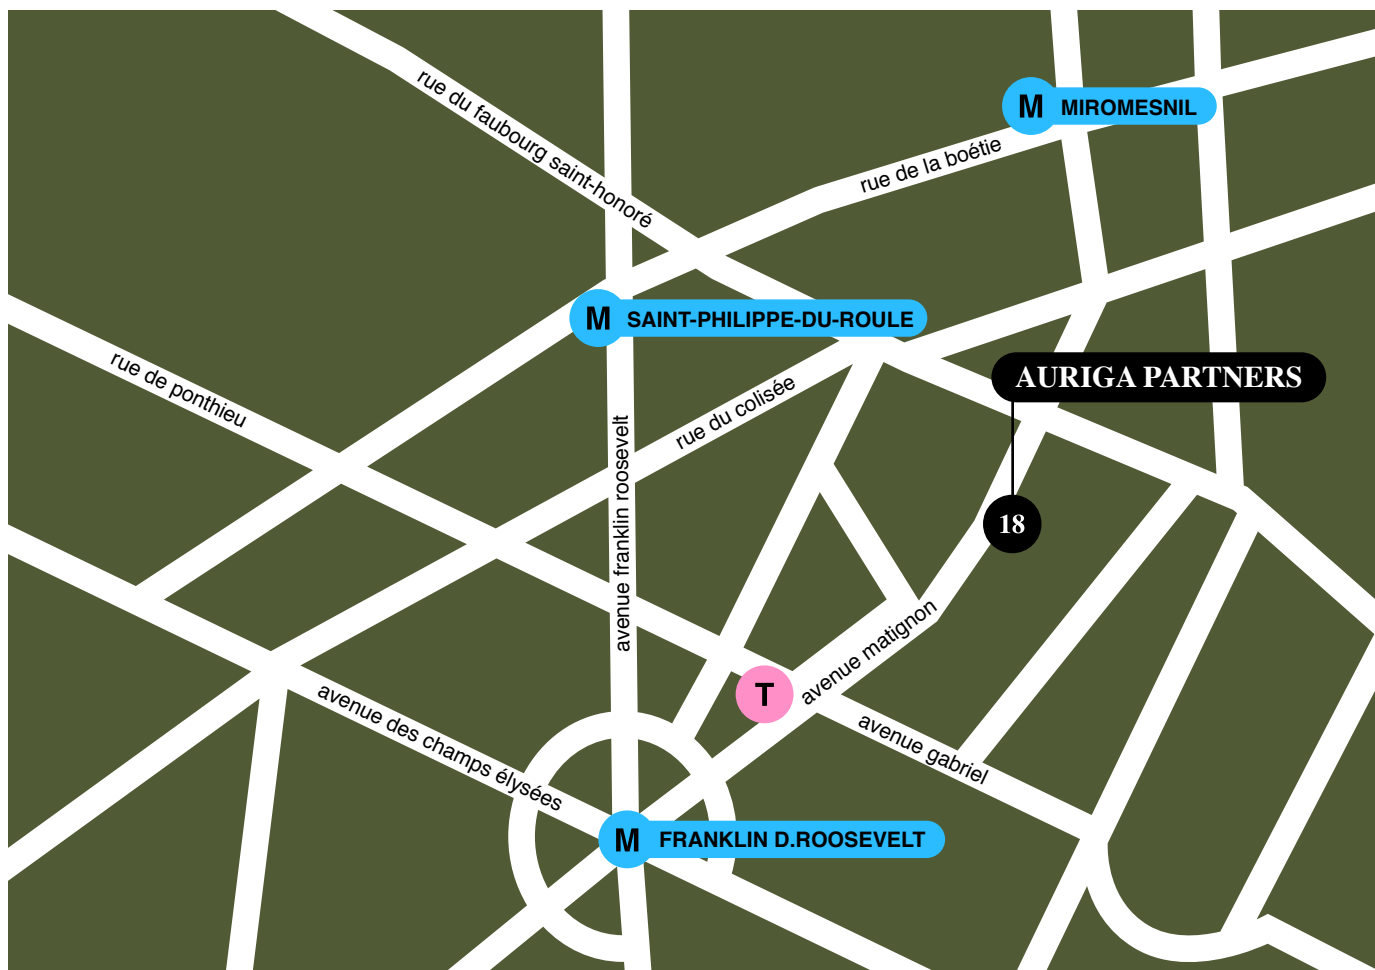 rue du faubourg saint-honoré
M MIROMESNIL
rue de la boétie
M SAINT-PHILIPPE-DU-ROULE
rue de ponthieu
rue du colisée
AURIGA PARTNERS
avenue franklin roosevelt
18
avenue matignon
T
avenue des champs élysées
avenue gabriel
M FRANKLIN D.ROOSEVELT